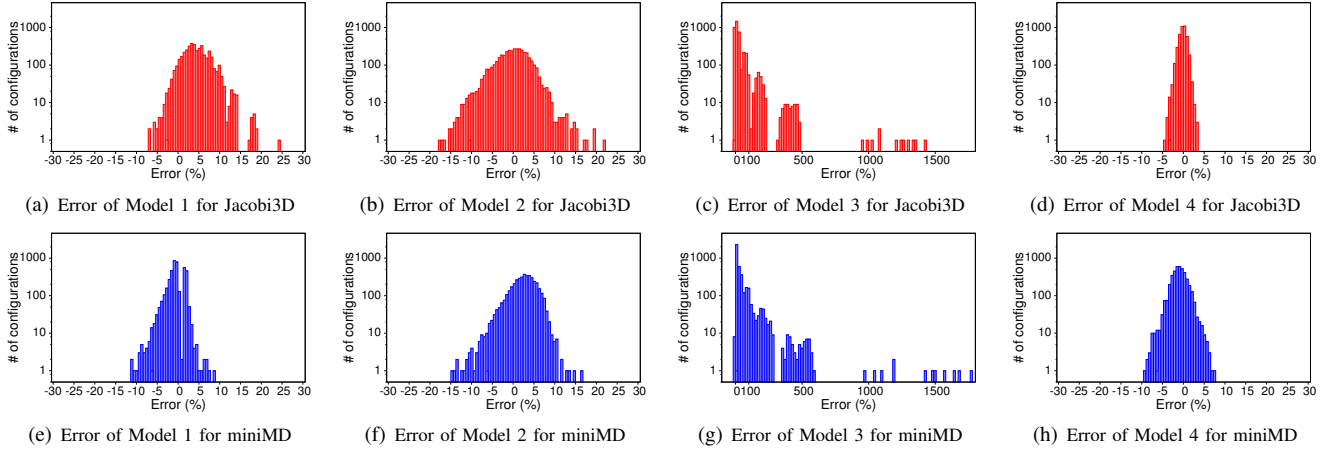 # of configurations
1000
100
10
1
-30 -25 -20 -15 -10 -5 0 5 10 15 20 25 30
Error (%)
(a) Error of Model 1 for Jacobi3D
# of configurations
1000
100
10
1
-30 -25 -20 -15 -10 -5 0 5 10 15 20 25 30
Error (%)
(b) Error of Model 2 for Jacobi3D
# of configurations
1000
100
10
1
0 100 500 1000 1500
Error (%)
(c) Error of Model 3 for Jacobi3D
# of configurations
1000
100
10
1
-30 -25 -20 -15 -10 -5 0 5 10 15 20 25 30
Error (%)
(d) Error of Model 4 for Jacobi3D
# of configurations
1000
100
10
1
-30 -25 -20 -15 -10 -5 0 5 10 15 20 25 30
Error (%)
(e) Error of Model 1 for miniMD
# of configurations
1000
100
10
1
-30 -25 -20 -15 -10 -5 0 5 10 15 20 25 30
Error (%)
(f) Error of Model 2 for miniMD
# of configurations
1000
100
10
1
0 100 500 1000 1500
Error (%)
(g) Error of Model 3 for miniMD
# of configurations
1000
100
10
1
-30 -25 -20 -15 -10 -5 0 5 10 15 20 25 30
Error (%)
(h) Error of Model 4 for miniMD